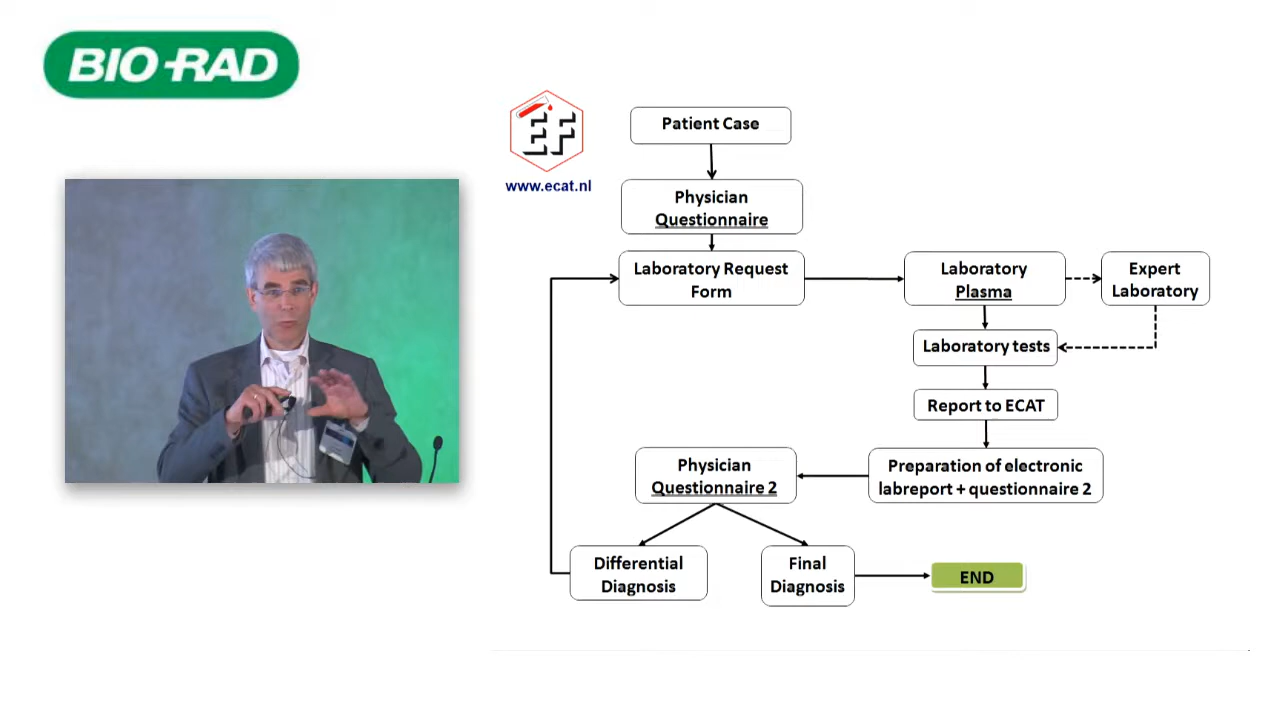 BIO-RAD
EF
www.ecat.nl
Patient Case
Physician
Questionnaire
Laboratory Request
Form
Laboratory
Plasma
Expert
Laboratory
Laboratory tests
Report to ECAT
Preparation of electronic
labreport + questionnaire 2
Physician
Questionnaire 2
Differential
Diagnosis
Final
Diagnosis
END